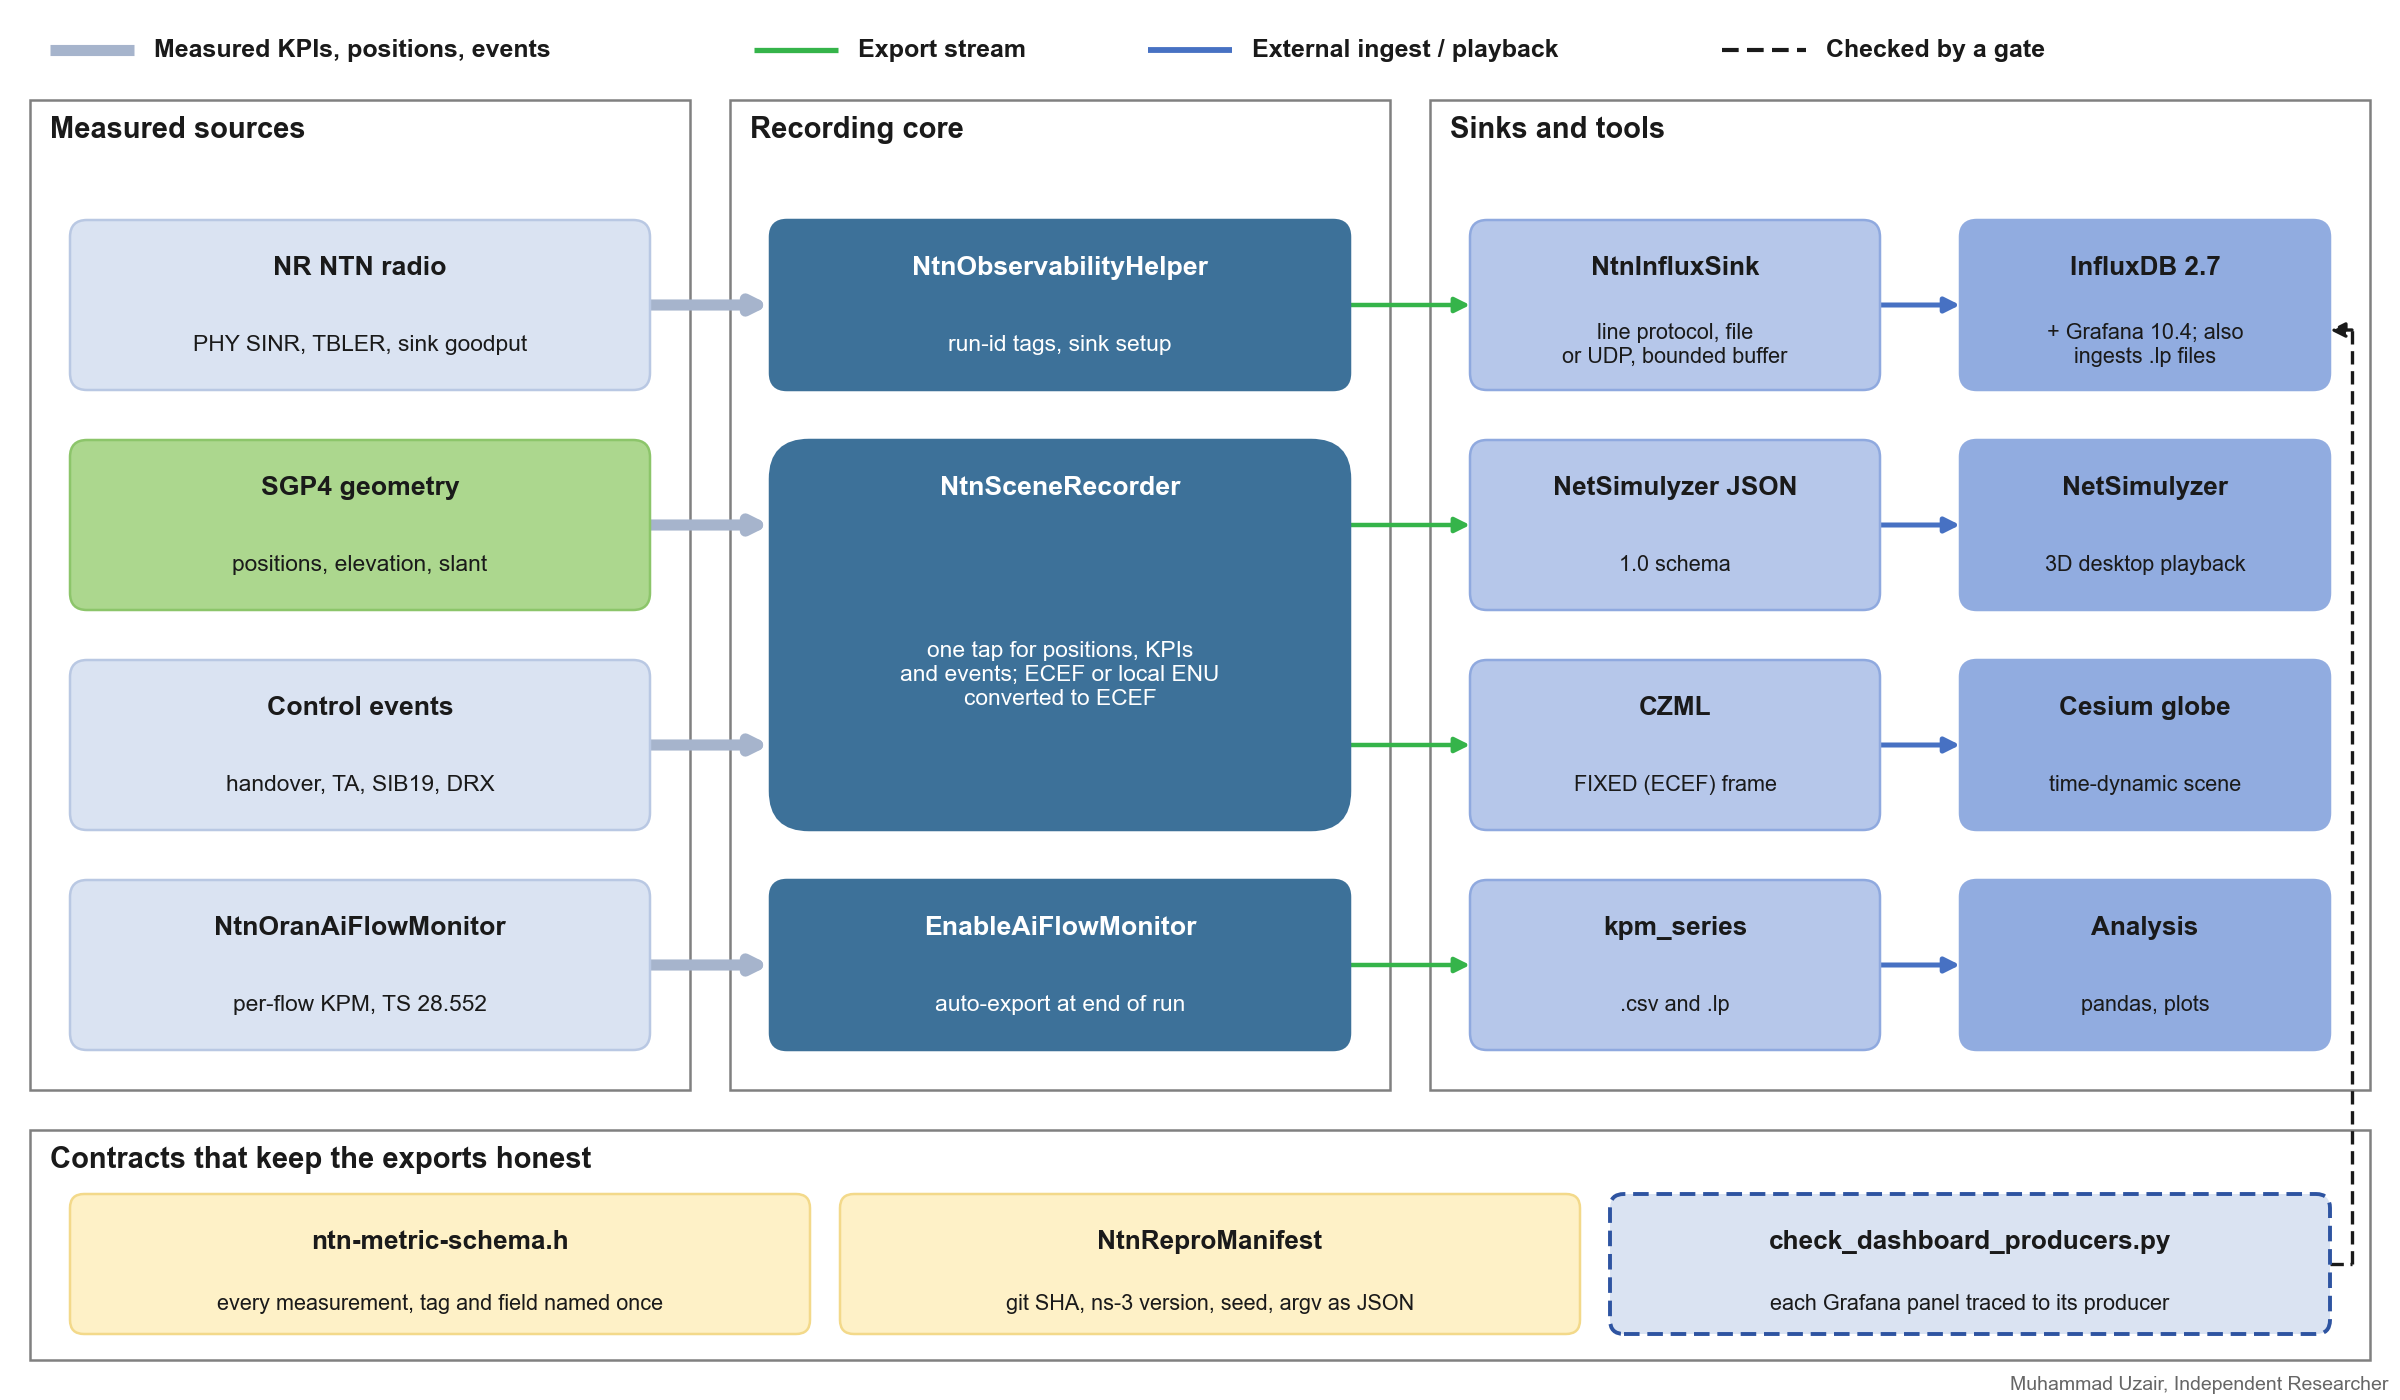 Measured KPIs, positions, events
Export stream
External ingest / playback
Checked by a gate
Measured sources
NR NTN radio
PHY SINR, TBLER, sink goodput
SGP4 geometry
positions, elevation, slant
Control events
handover, TA, SIB19, DRX
NtnOranAiFlowMonitor
per-flow KPM, TS 28.552
Recording core
NtnObservabilityHelper
run-id tags, sink setup
NtnSceneRecorder
one tap for positions, KPIs
and events; ECEF or local ENU
converted to ECEF
EnableAiFlowMonitor
auto-export at end of run
Sinks and tools
NtnInfluxSink
line protocol, file
or UDP, bounded buffer
InfluxDB 2.7
+ Grafana 10.4; also
ingests .lp files
NetSimulyzer JSON
1.0 schema
NetSimulyzer
3D desktop playback
CZML
FIXED (ECEF) frame
Cesium globe
time-dynamic scene
kpm_series
.csv and .lp
Analysis
pandas, plots
Contracts that keep the exports honest
ntn-metric-schema.h
every measurement, tag and field named once
NtnReproManifest
git SHA, ns-3 version, seed, argv as JSON
check_dashboard_producers.py
each Grafana panel traced to its producer
Muhammad Uzair, Independent Researcher